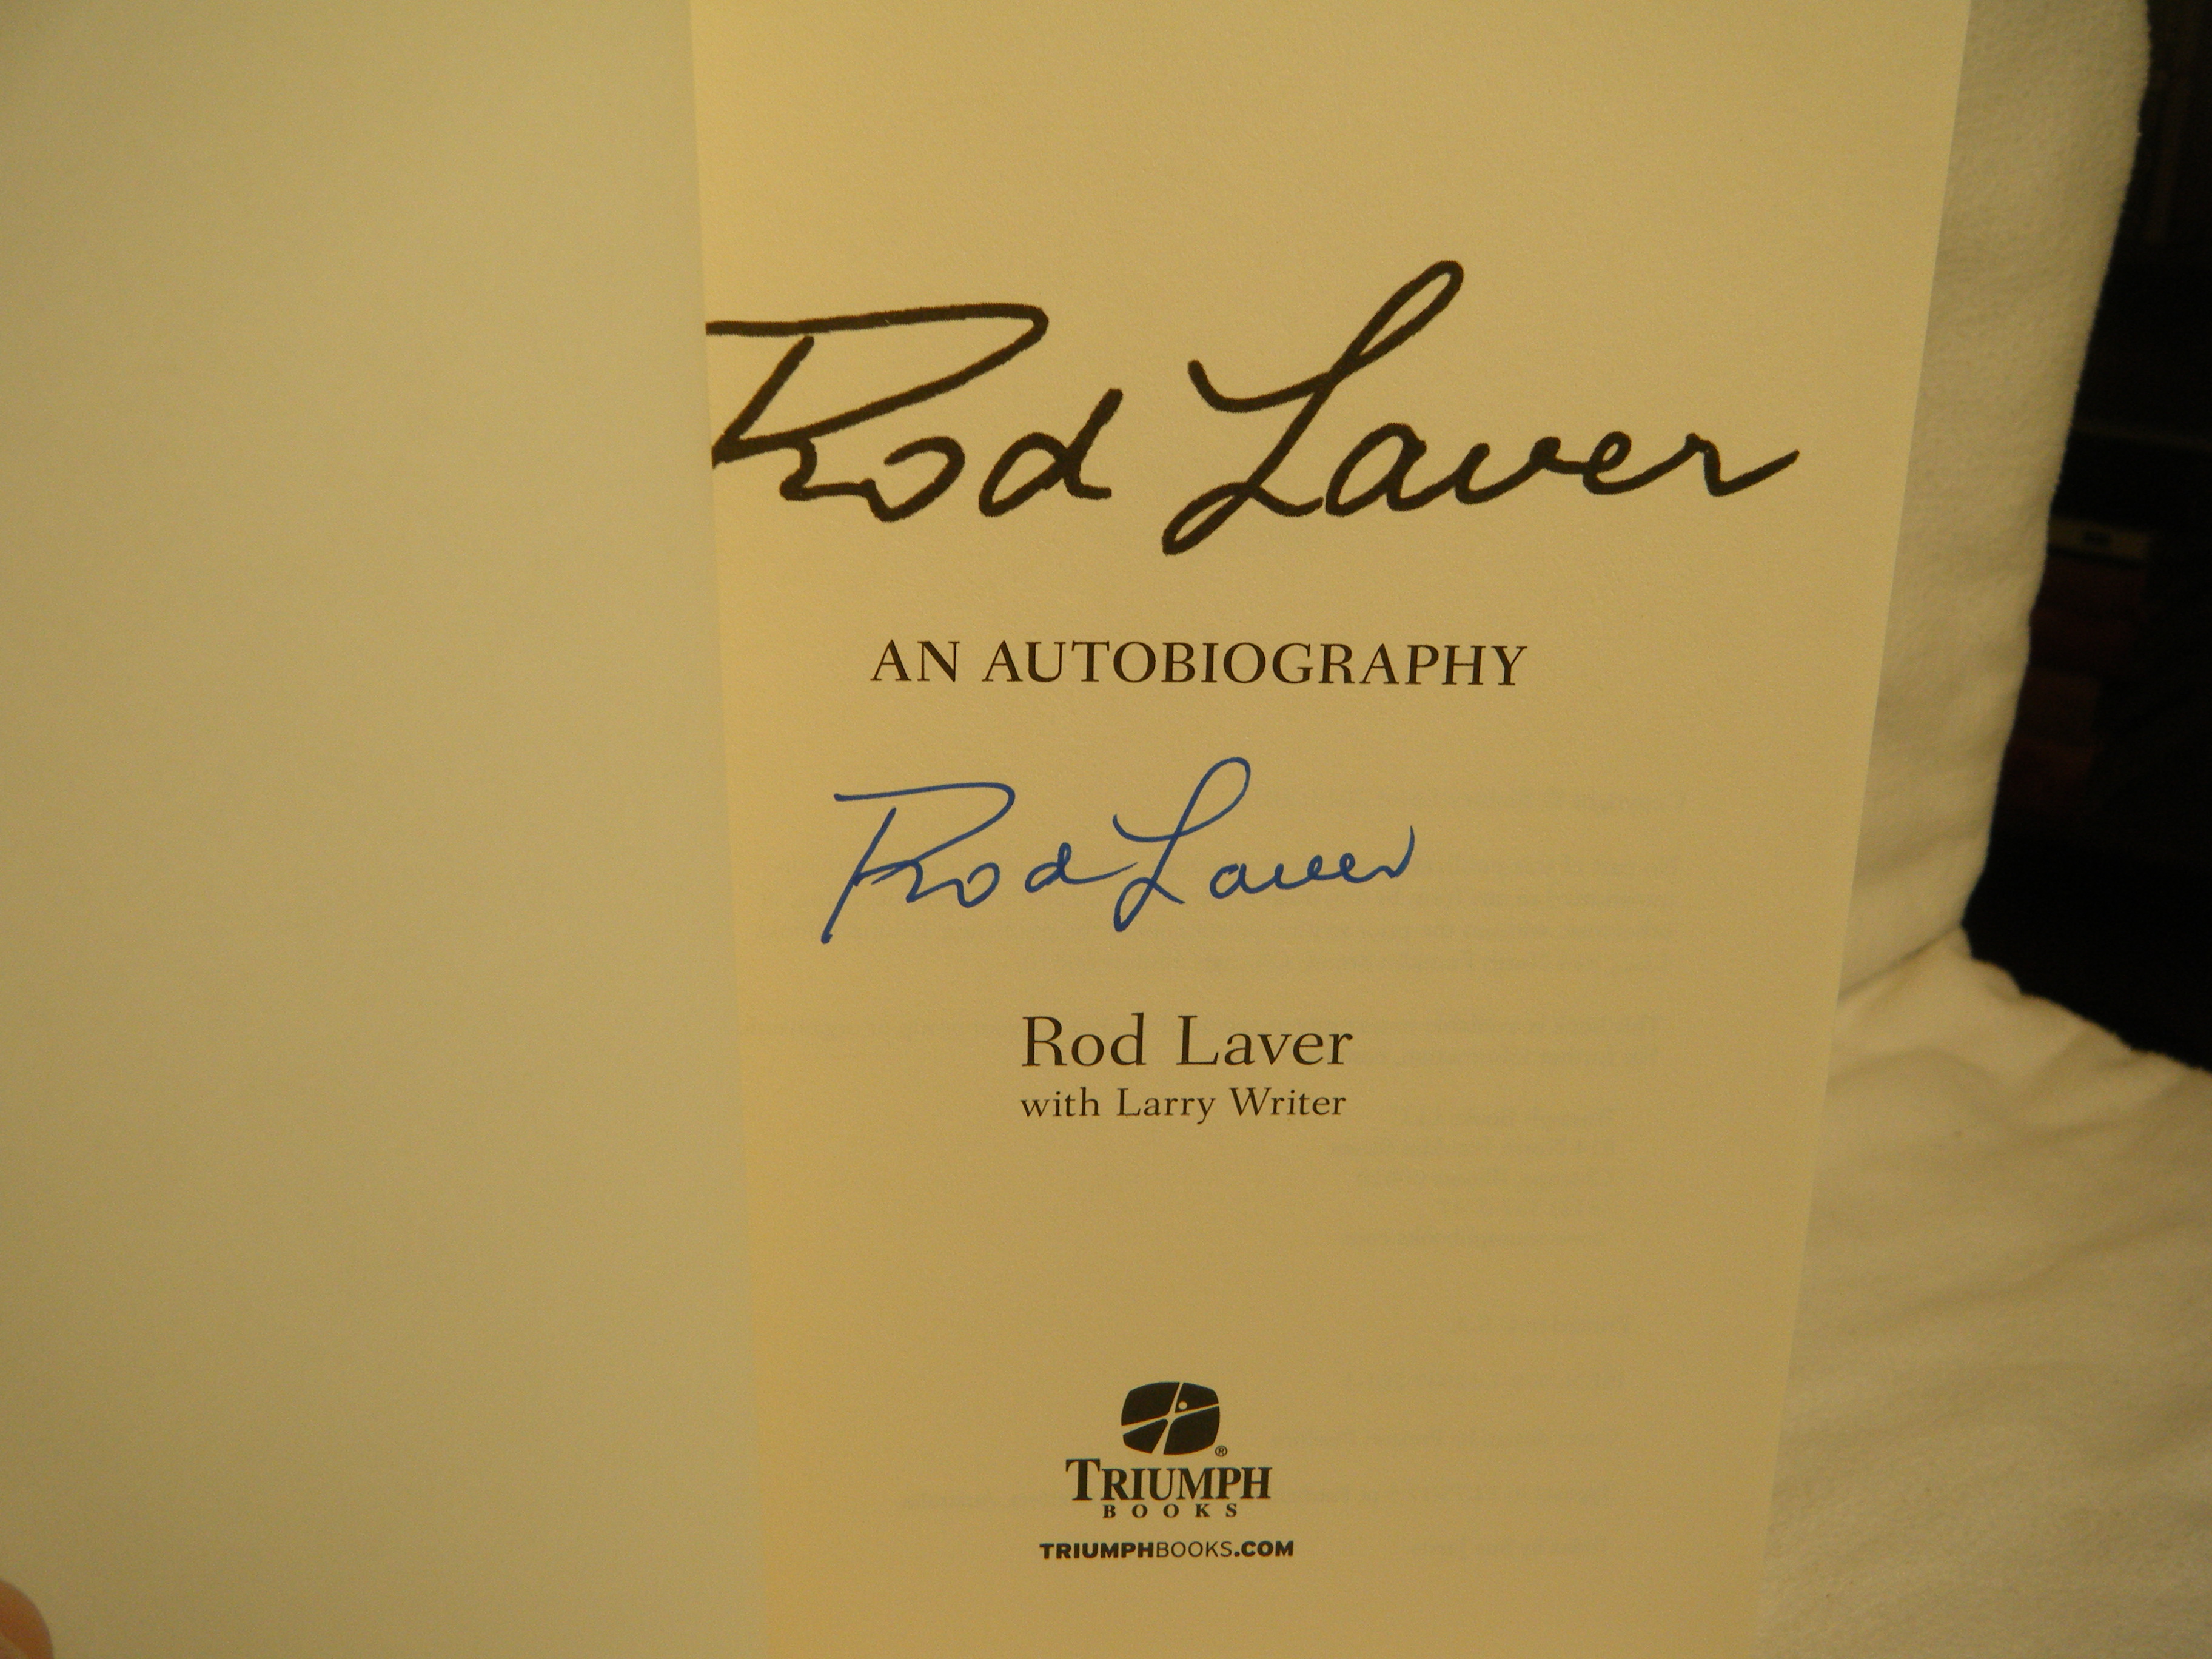 Rod Laver
AN AUTOBIOGRAPHY
Rod Laver
Rod Laver
with Larry Writer
®
TRIUMPH
BOOKS
TRIUMPHBOOKS.COM